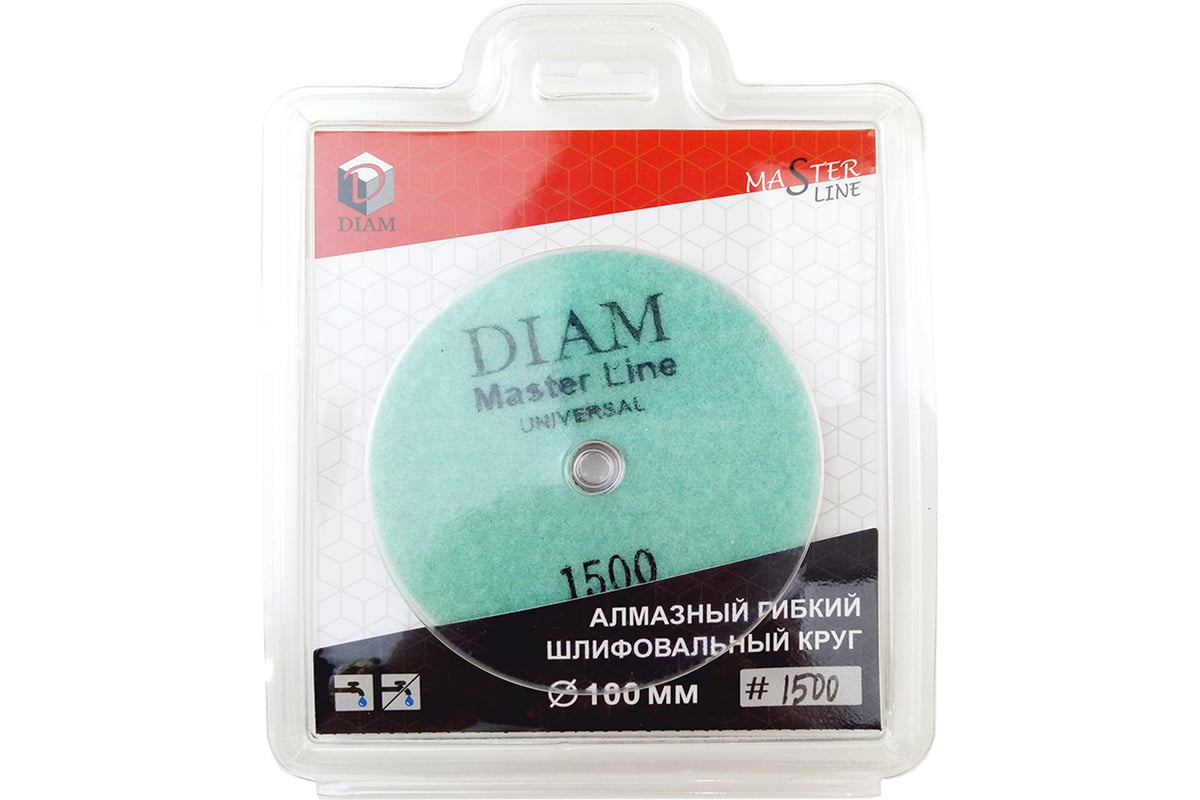 DIAM
MASTER
LINE
DIAM
Master Line
UNIVERSAL
1500
АЛМАЗНЫЙ ГИБКИЙ
ШЛИФОВАЛЬНЫЙ КРУГ
Ø 100 ММ
# 1500